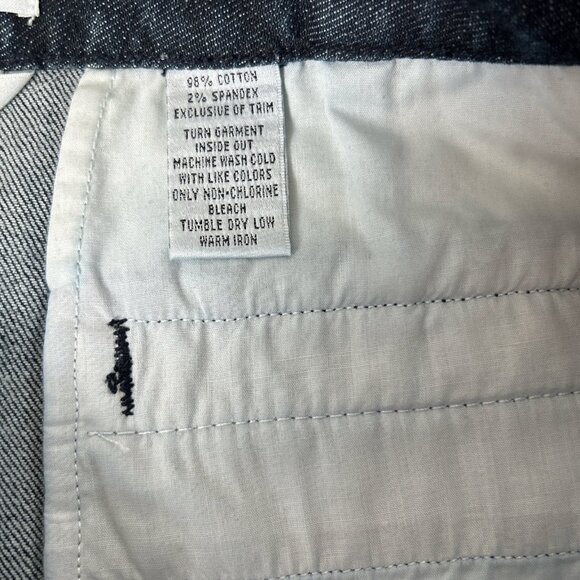 98% COTTON
2% SPANDEX
EXCLUSIVE OF TRIM
TURN GARMENT
INSIDE OUT
MACHINE WASH COLD
WITH LIKE COLORS
ONLY NON-CHLORINE
BLEACH
TUMBLE DRY LOW
WARM IRON